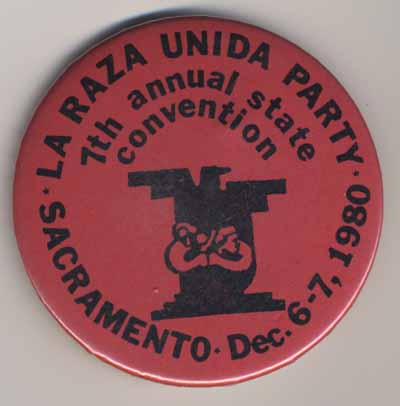 · LA RAZA UNIDA PARTY ·
7th annual state
convention
SACRAMENTO · Dec. 6-7, 1980